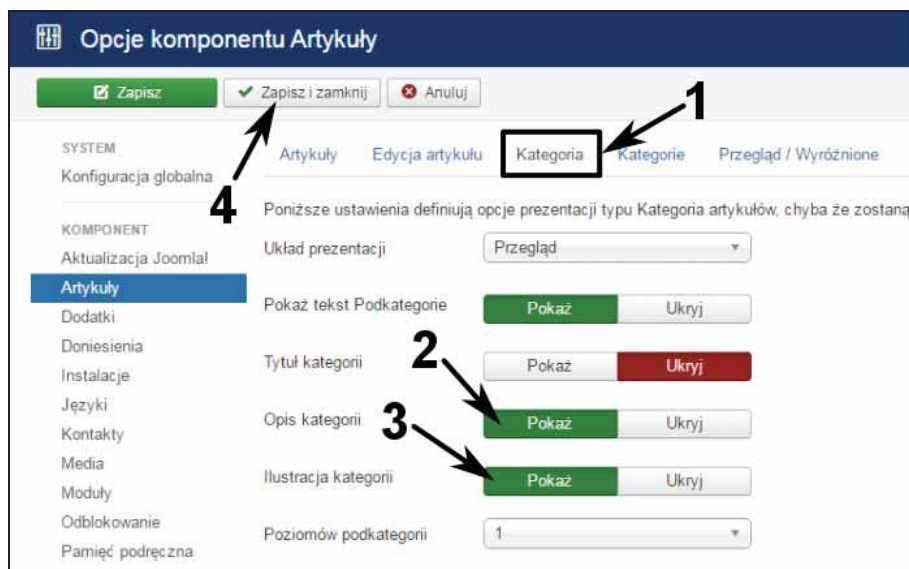 Opcje komponentu Artykuły
Zapisz Zapisz i zamknij Anuluj
1
4
SYSTEM
Konfiguracja globalna
KOMPONENT
Aktualizacja Joomla!
Artykuły
Dodatki
Doniesienia
Instalacje
Języki
Kontakty
Media
Moduły
Odblokowanie
Pamięć podręczna
Artykuły Edycja artykułu Kategoria Kategorie Przegląd / Wyróżnione
Poniższe ustawienia definiują opcje prezentacji typu Kategoria artykułów, chyba że zostaną
Układ prezentacji Przegląd
Pokaż tekst Podkategorie Pokaż Ukryj
Tytuł kategorii Pokaż Ukryj
2
Opis kategorii Pokaż Ukryj
3
Ilustracja kategorii Pokaż Ukryj
Poziomów podkategorii 1